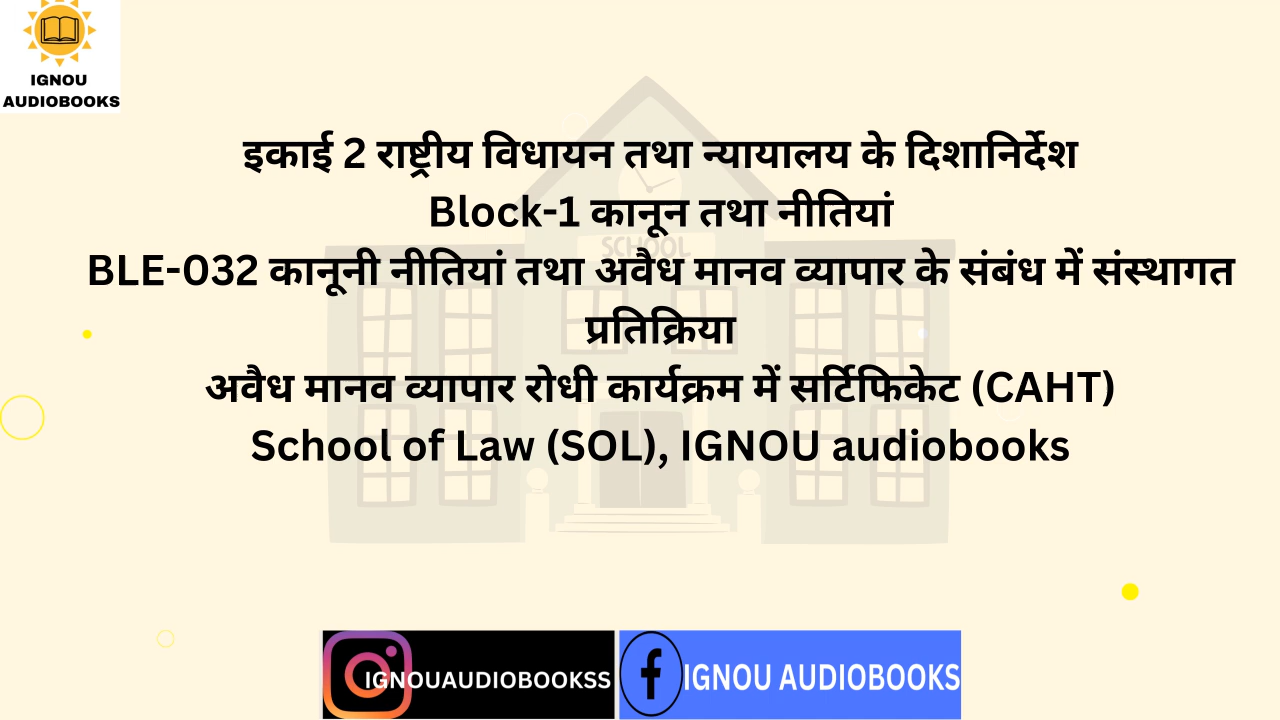 IGNOU
AUDIOBOOKS
इकाई 2 राष्ट्रीय विधायन तथा न्यायालय के दिशानिर्देश
Block-1 कानून तथा नीतियां
SCHOOL
BLE-032 कानूनी नीतियां तथा अवैध मानव व्यापार के संबंध में संस्थागत
प्रतिक्रिया
अवैध मानव व्यापार रोधी कार्यक्रम में सर्टिफिकेट (CAHT)
School of Law (SOL), IGNOU audiobooks
IGNOUAUDIOBOOKSS
IGNOU AUDIOBOOKS